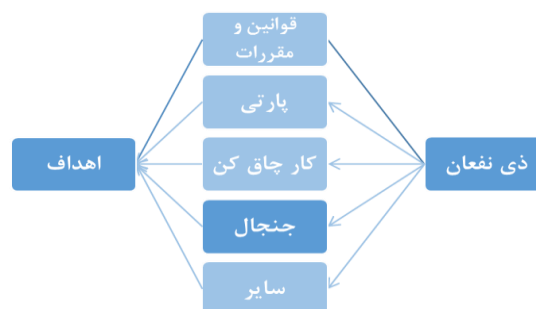 قوانین و
مقررات
پارتی
ذی نفعان
کار چاق کن
اهداف
جنجال
سایر